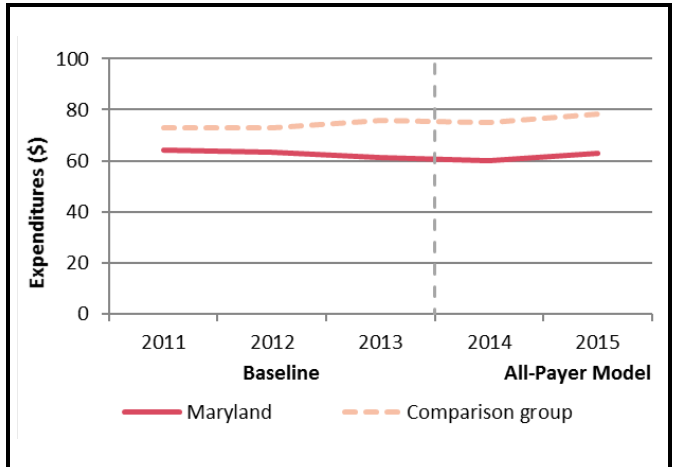 Expenditures ($)
100
80
60
40
20
0
2011 2012 2013 2014 2015
Baseline All-Payer Model
Maryland Comparison group